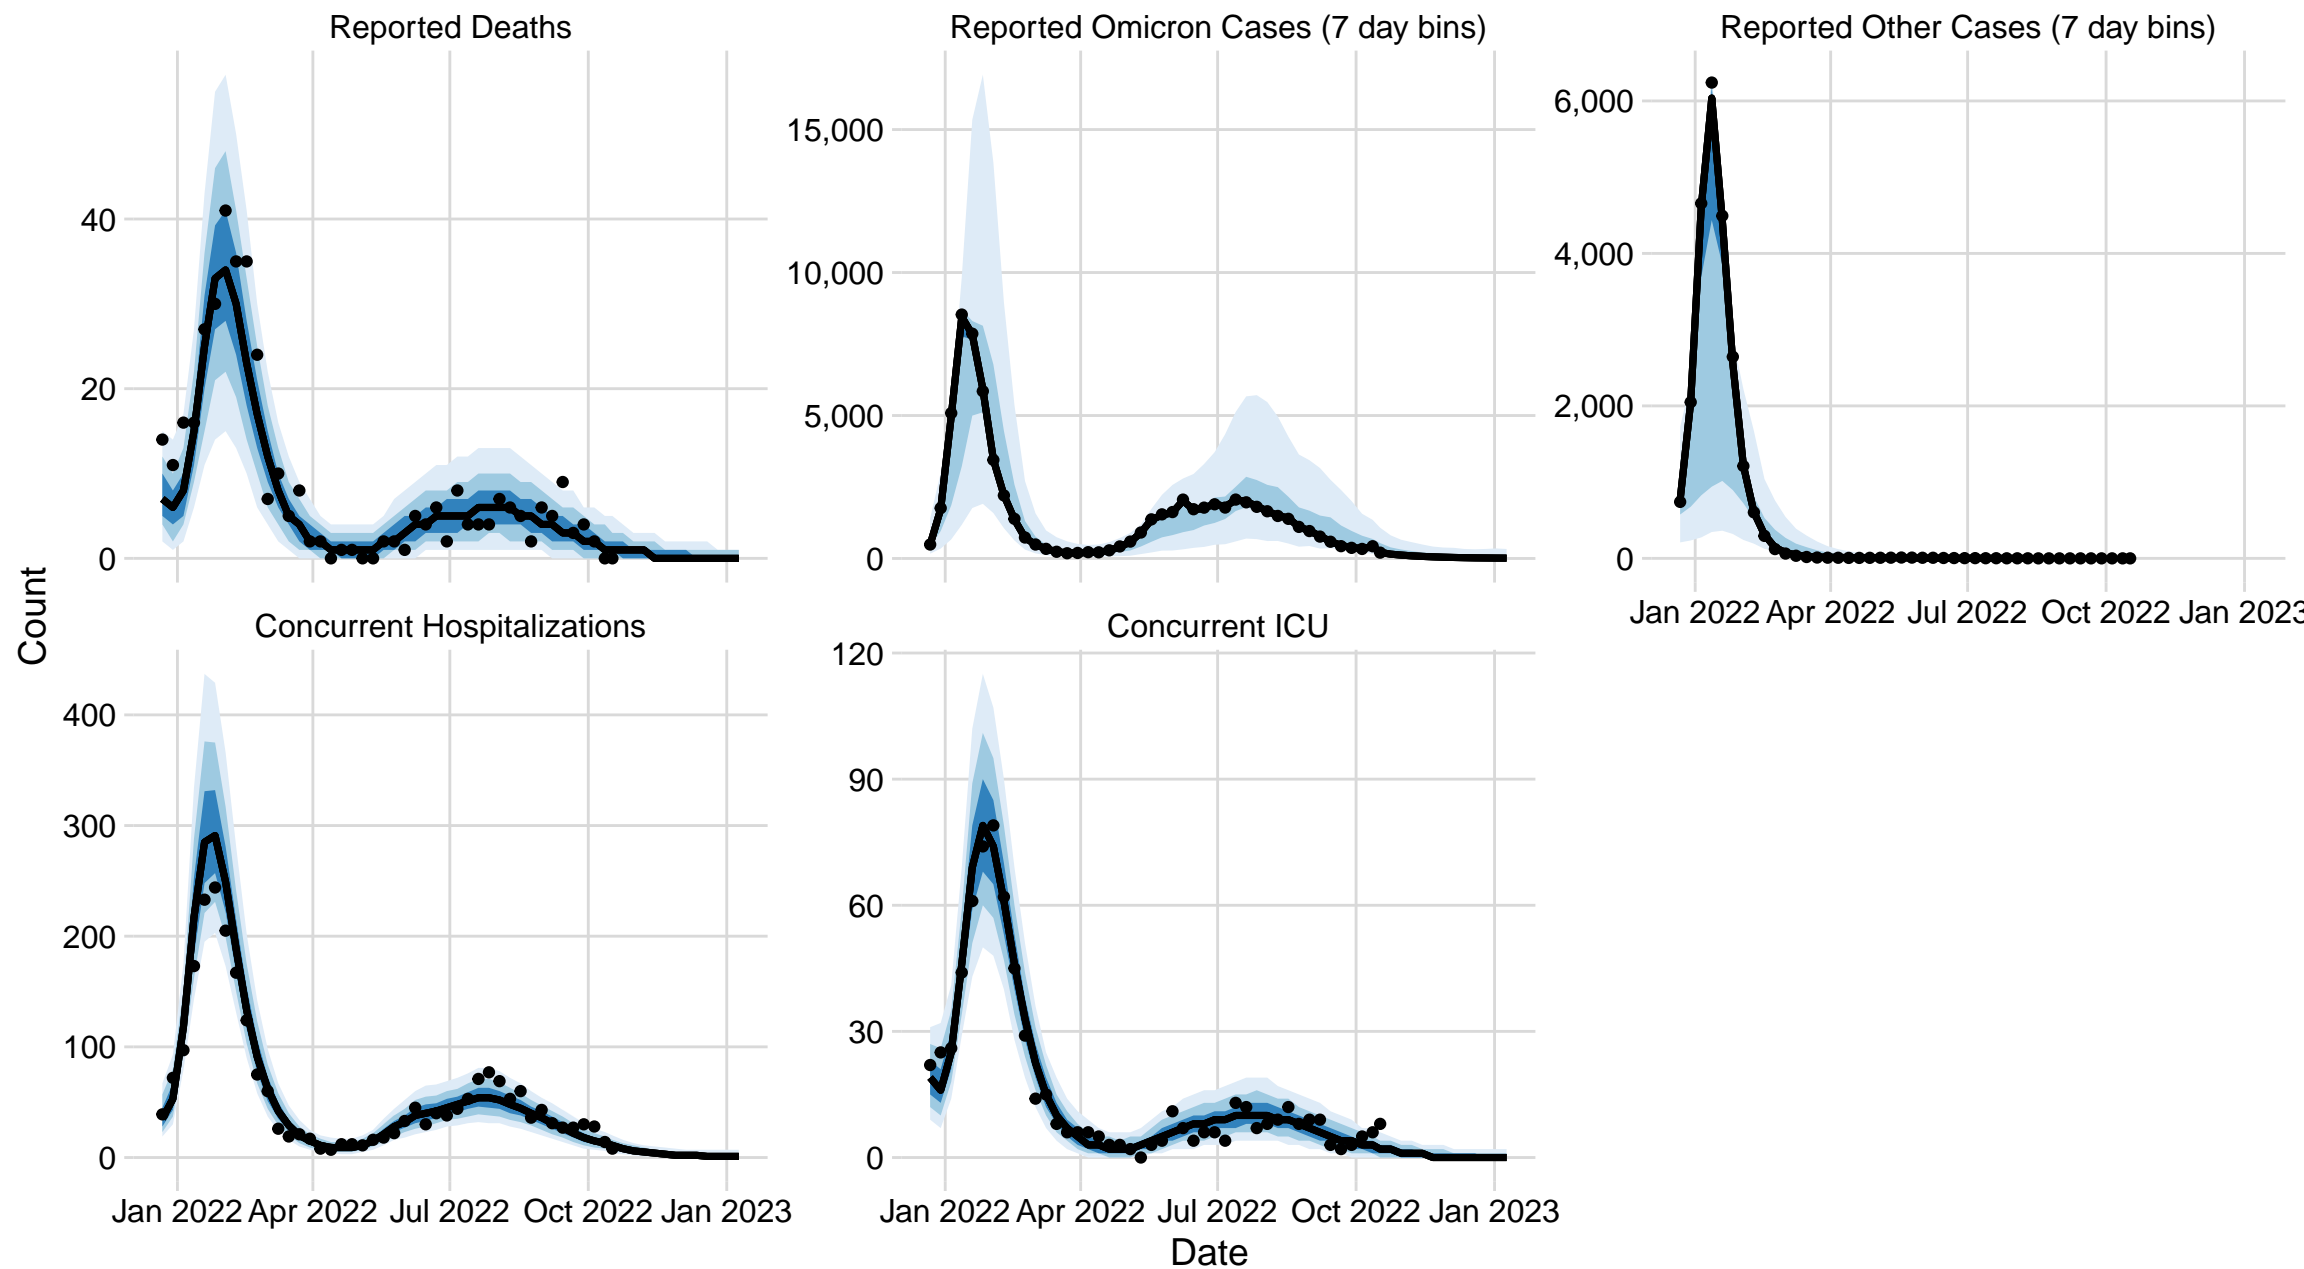 Reported Deaths
Reported Omicron Cases (7 day bins)
Reported Other Cases (7 day bins)
40
20
0
15,000
10,000
5,000
0
6,000
4,000
2,000
0
Jan 2022 Apr 2022 Jul 2022 Oct 2022 Jan 2023
Count
Concurrent Hospitalizations
Concurrent ICU
400
300
200
100
0
120
90
60
30
0
Jan 2022 Apr 2022 Jul 2022 Oct 2022 Jan 2023
Jan 2022 Apr 2022 Jul 2022 Oct 2022 Jan 2023
Date